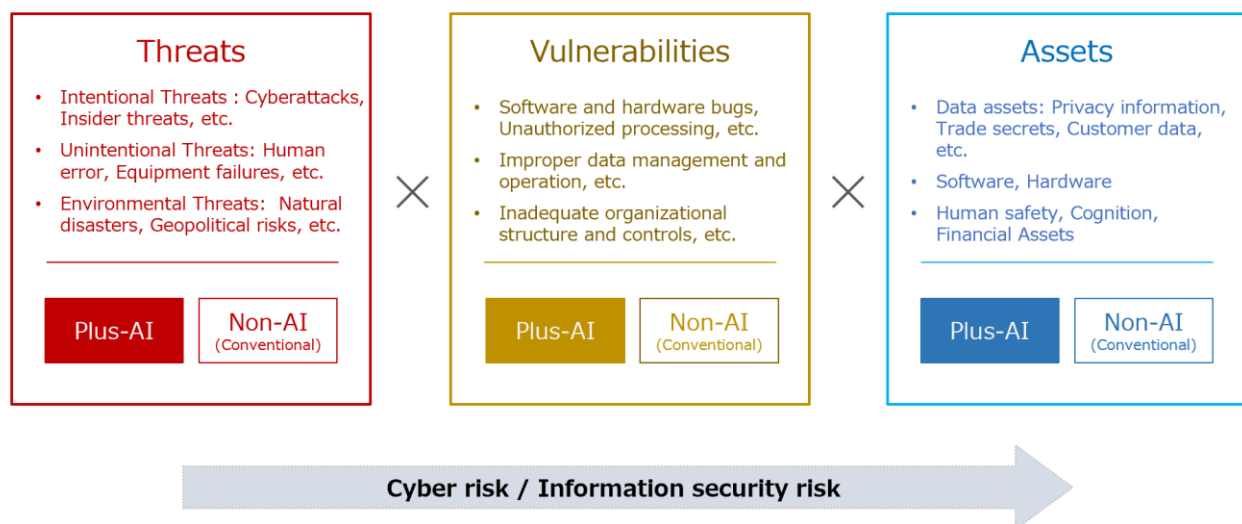 Threats
• Intentional Threats : Cyberattacks,
Insider threats, etc.
• Unintentional Threats: Human
error, Equipment failures, etc.
• Environmental Threats:  Natural
disasters, Geopolitical risks, etc.
Plus-AI
Non-AI
(Conventional)
×
Vulnerabilities
• Software and hardware bugs,
Unauthorized processing, etc.
• Improper data management and
operation, etc.
• Inadequate organizational
structure and controls, etc.
Plus-AI
Non-AI
(Conventional)
×
Assets
• Data assets: Privacy information,
Trade secrets, Customer data,
etc.
• Software, Hardware
• Human safety, Cognition,
Financial Assets
Plus-AI
Non-AI
(Conventional)
Cyber risk / Information security risk